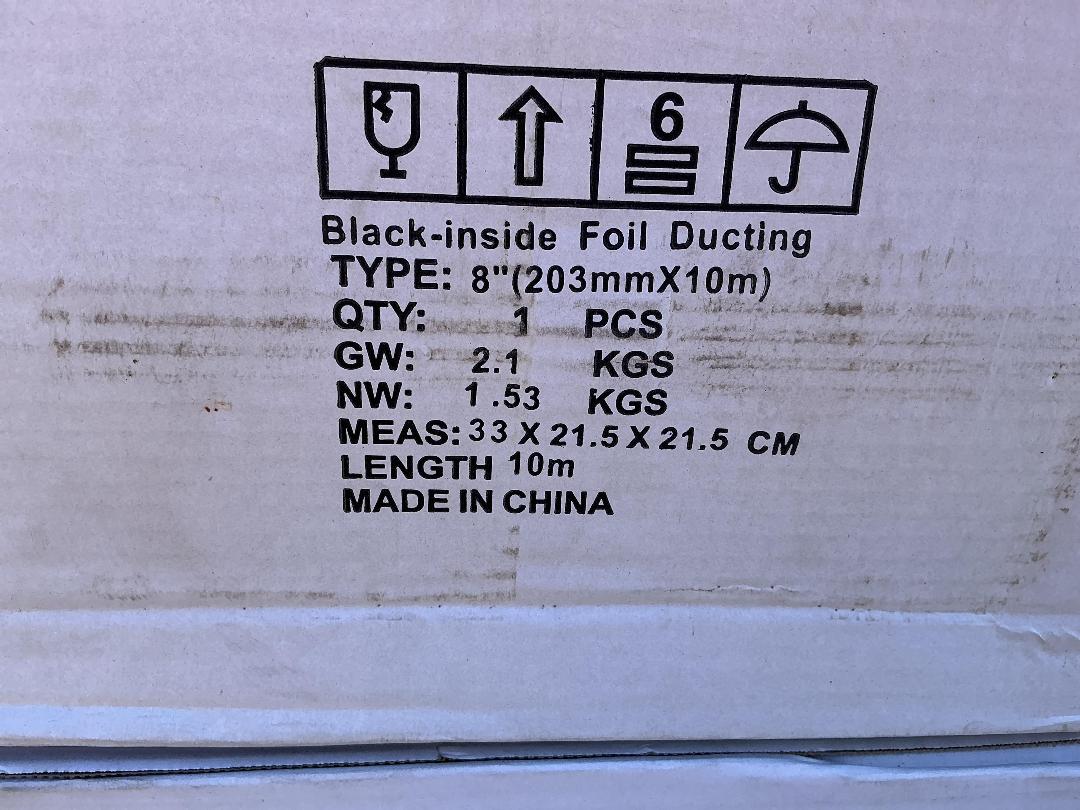 6
Black-inside Foil Ducting
TYPE: 8"(203mmX10m)
QTY: 1 PCS
GW: 2.1 KGS
NW: 1.53 KGS
MEAS: 33 X 21.5 X 21.5 CM
LENGTH 10m
MADE IN CHINA